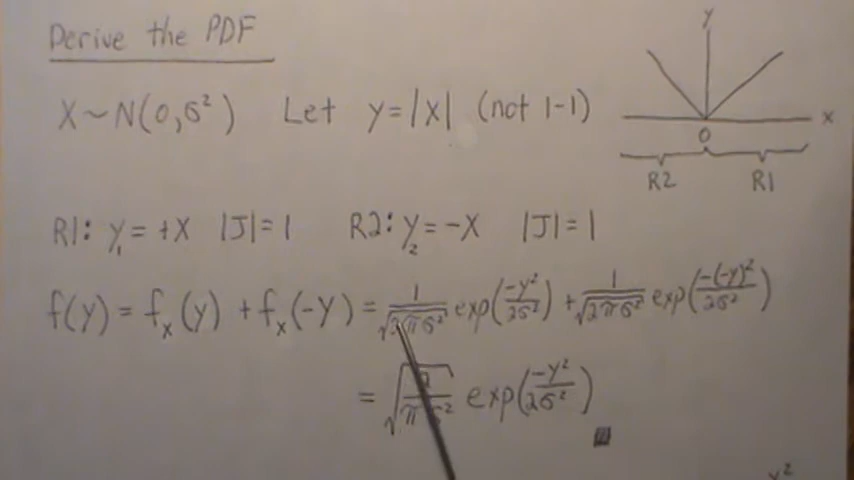 Derive the PDF
X~N(0,σ²) Let y=|X| (not 1-1)
y
x
0
R2 R1
R1: y₁=+X |J|=1 R2: y₂=-X |J|=1
f(y) = fₓ(y) + fₓ(-y) = 1/√(2πσ²) exp(-y²/2σ²) + 1/√(2πσ²) exp(-(-y)²/2σ²)
= √(2/πσ²) exp(-y²/2σ²)
x²